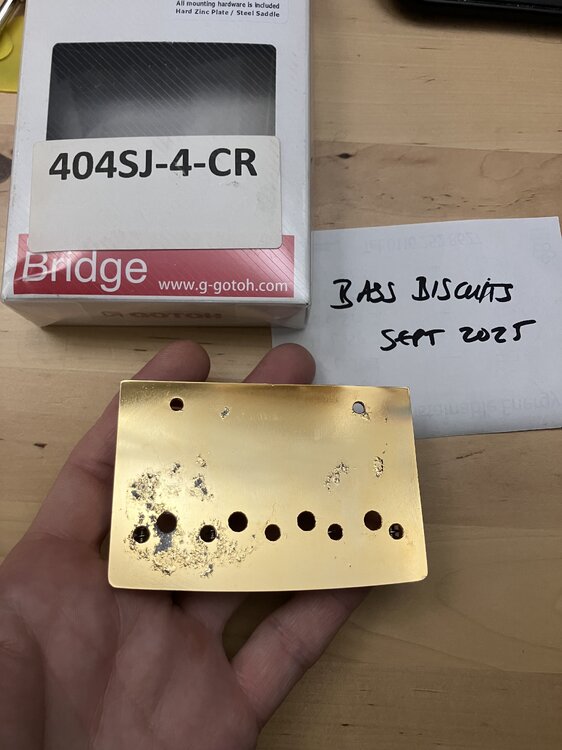 All mounting hardware is included
Hard Zinc Plate / Steel Saddle
404SJ-4-CR
Bridge
www.g-gotoh.com
GOTOH
BASS BISCUITS
SEPT 2025